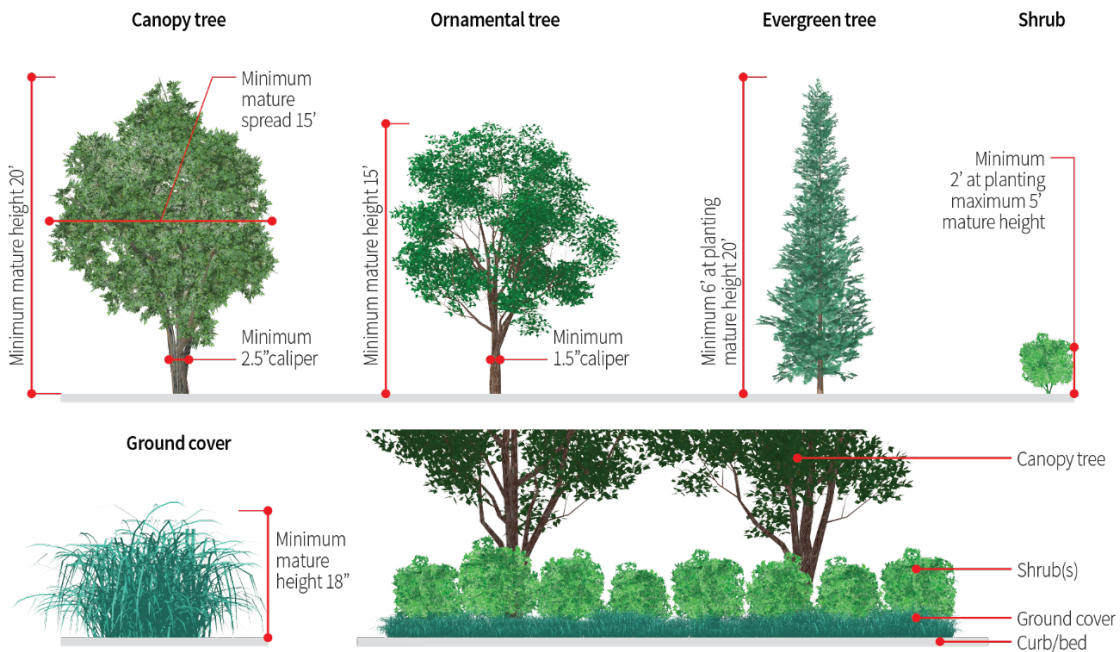 Canopy tree
Ornamental tree
Evergreen tree
Shrub
Minimum mature height 20’
Minimum
mature
spread 15’
Minimum
2.5”caliper
Minimum mature height 15’
Minimum
1.5”caliper
Minimum 6’ at planting
mature height 20’
Minimum
2’ at planting
maximum 5’
mature height
Ground cover
Minimum
mature
height 18”
Canopy tree
Shrub(s)
Ground cover
Curb/bed